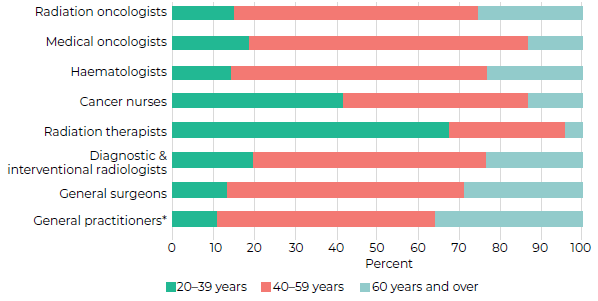 Radiation oncologists
Medical oncologists
Haematologists
Cancer nurses
Radiation therapists
Diagnostic &
interventional radiologists
General surgeons
General practitioners*
0 10 20 30 40 50 60 70 80 90 100
Percent
20–39 years 40–59 years 60 years and over